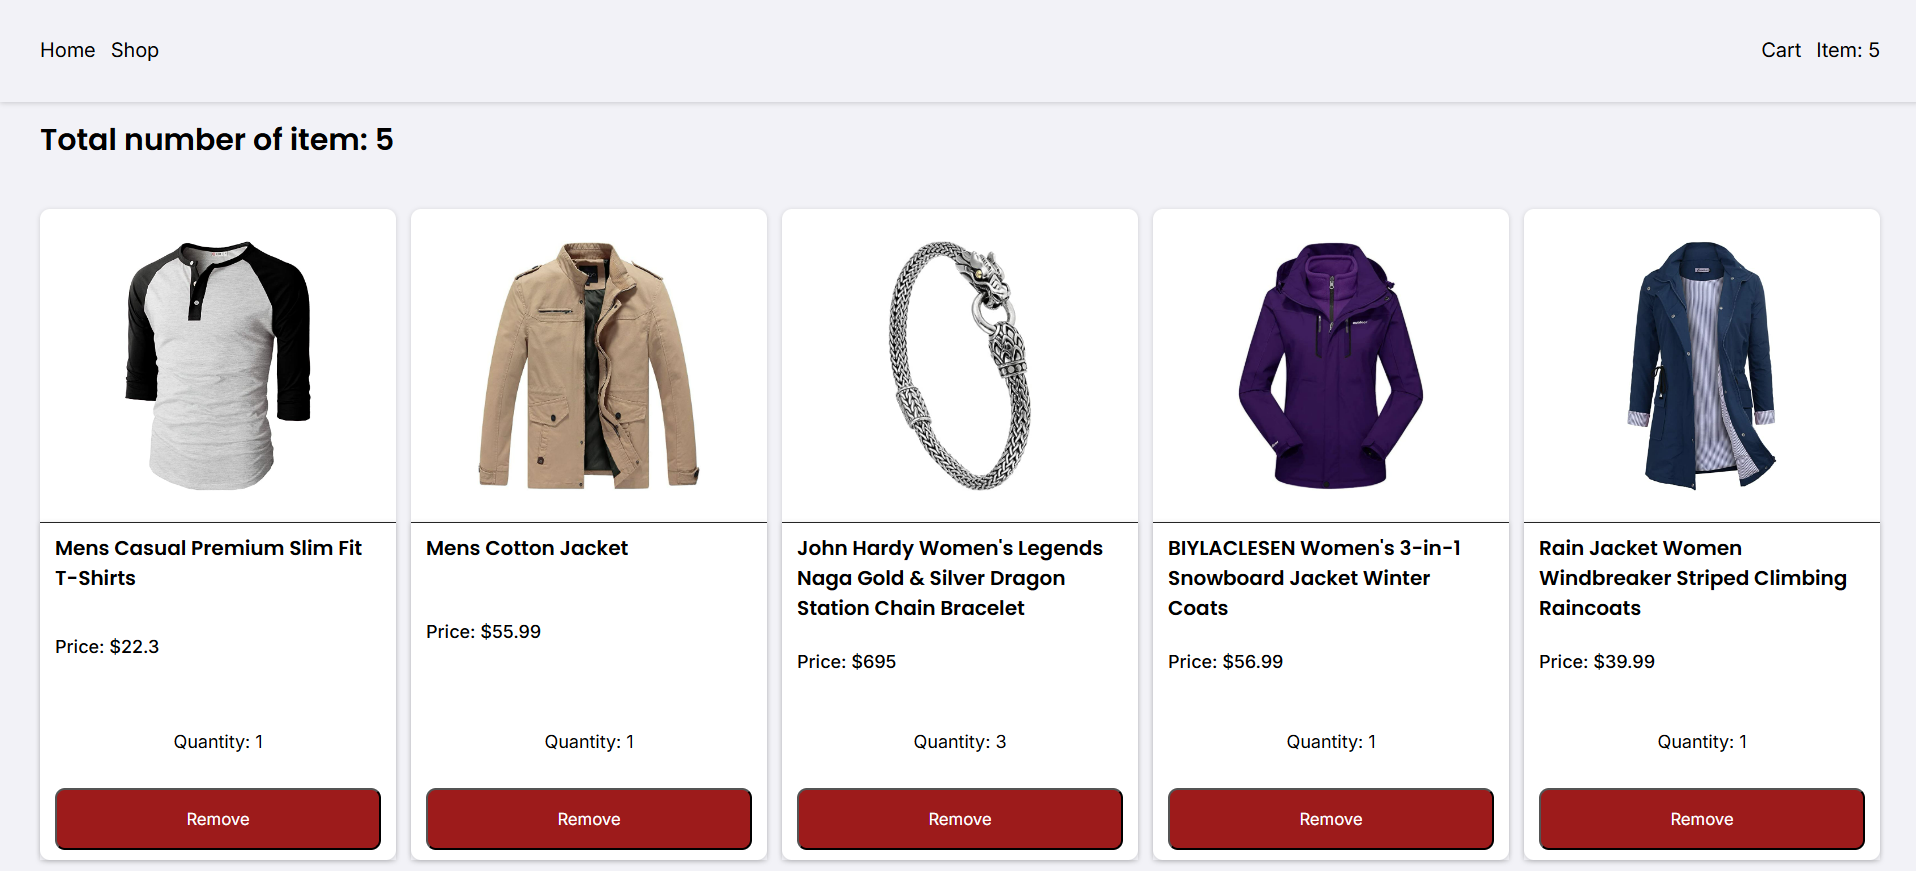 Home Shop
Cart Item: 5
Total number of item: 5
Mens Casual Premium Slim Fit
T-Shirts
Price: $22.3
Quantity: 1
Remove
Mens Cotton Jacket
Price: $55.99
Quantity: 1
Remove
John Hardy Women's Legends
Naga Gold & Silver Dragon
Station Chain Bracelet
Price: $695
Quantity: 3
Remove
BIYLACLESEN Women's 3-in-1
Snowboard Jacket Winter
Coats
Price: $56.99
Quantity: 1
Remove
Rain Jacket Women
Windbreaker Striped Climbing
Raincoats
Price: $39.99
Quantity: 1
Remove